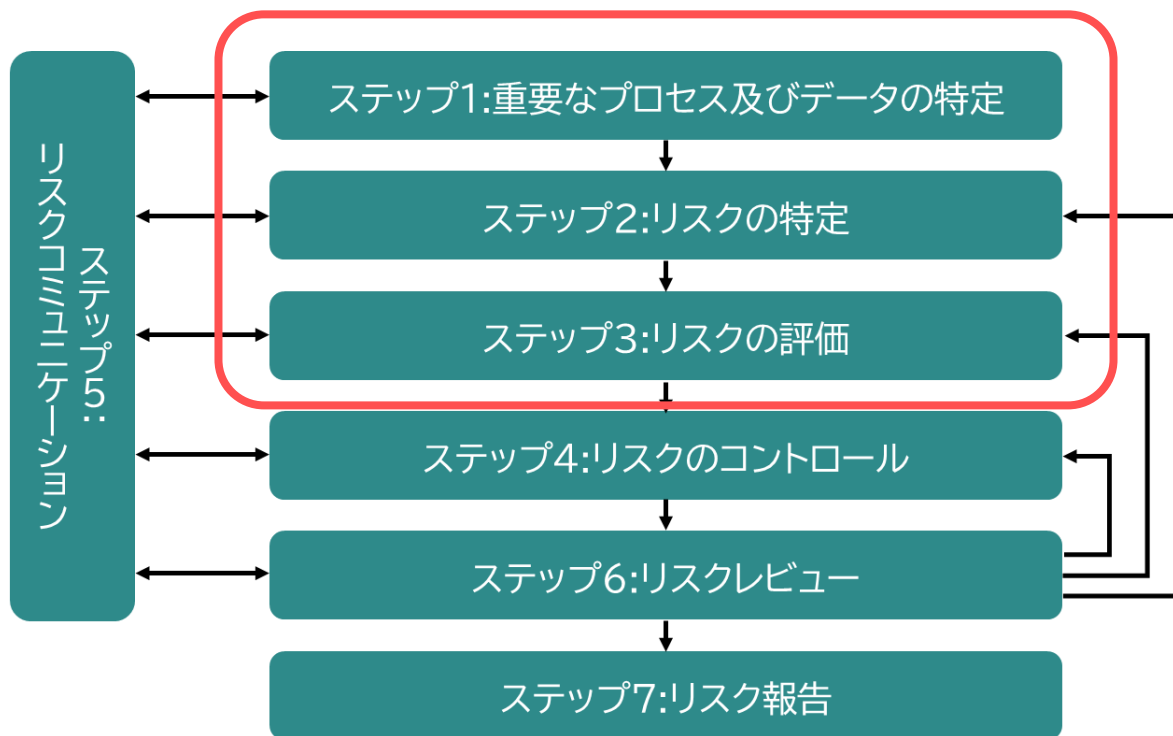 ステップ1:重要なプロセス及びデータの特定
ステップ2:リスクの特定
ステップ3:リスクの評価
ステップ4:リスクのコントロール
ステップ5:
リスクコミュニケーション
ステップ6:リスクレビュー
ステップ7:リスク報告